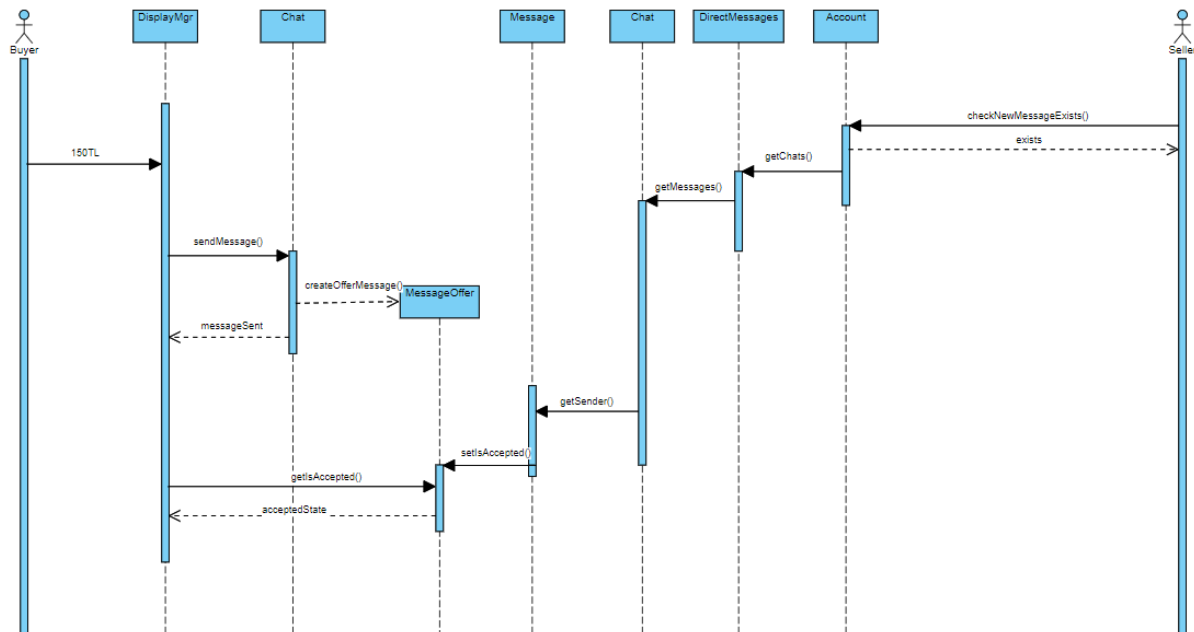 DisplayMgr
Chat
Message
Chat
DirectMessages
Account
Buyer
Seller
checkNewMessageExists()
exists
150TL
getChats()
getMessages()
sendMessage()
createOfferMessage()
MessageOffer
messageSent
getSender()
setIsAccepted()
getIsAccepted()
acceptedState